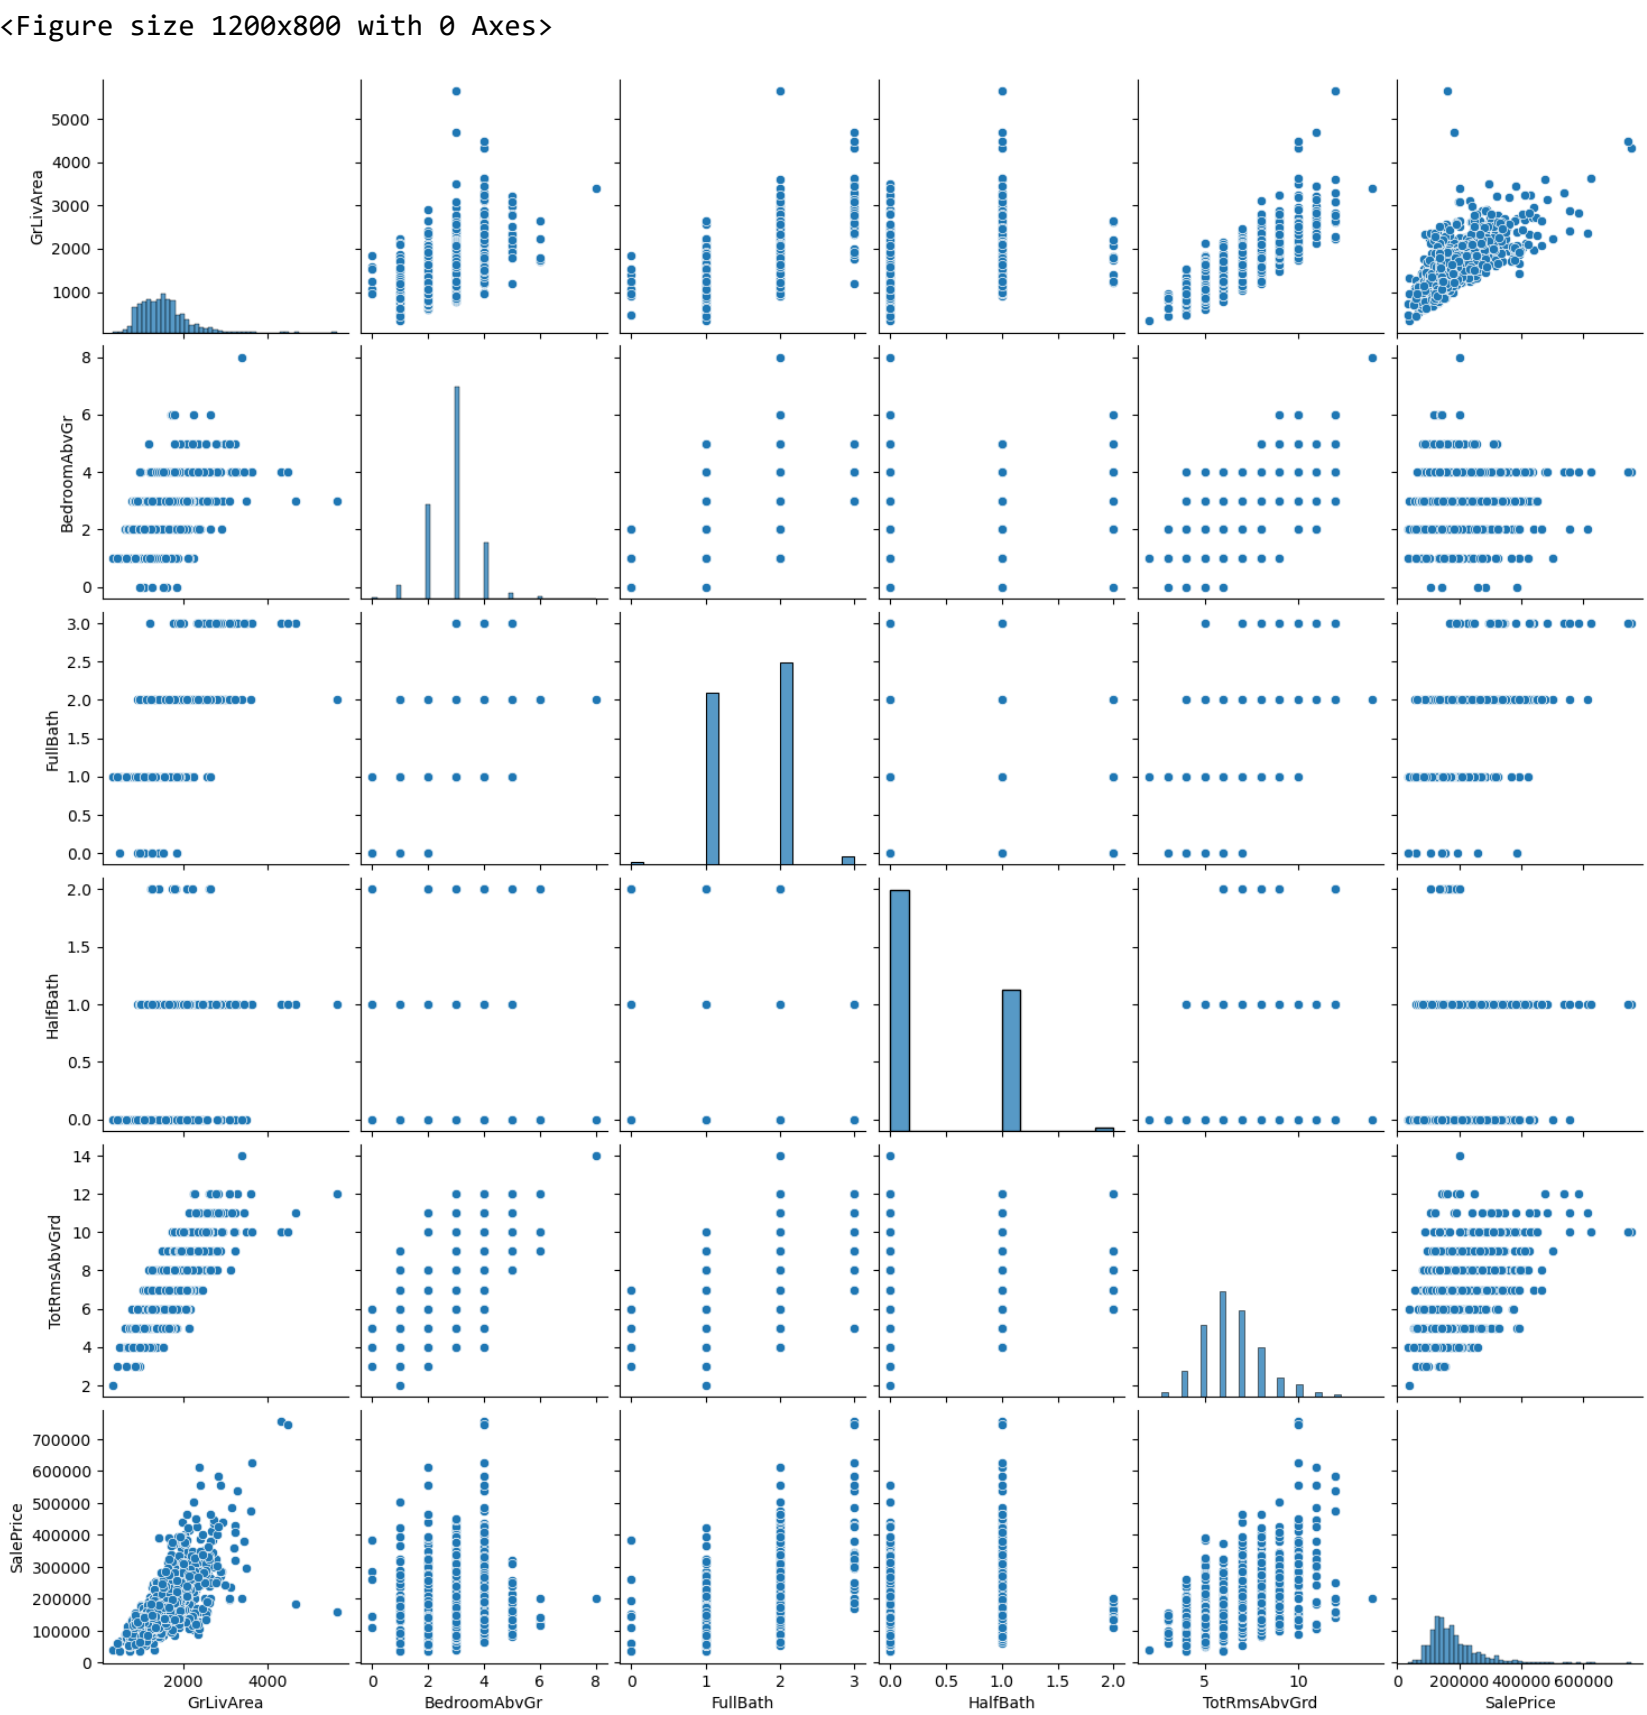 <Figure size 1200x800 with 0 Axes>
5000
4000
3000
2000
1000
GrLivArea
8
6
4
2
0
BedroomAbvGr
3.0
2.5
2.0
1.5
1.0
0.5
0.0
FullBath
2.0
1.5
1.0
0.5
0.0
HalfBath
14
12
10
8
6
4
2
TotRmsAbvGrd
700000
600000
500000
400000
300000
200000
100000
0
SalePrice
2000 4000
GrLivArea
0 2 4 6 8
BedroomAbvGr
0 1 2 3
FullBath
0.0 0.5 1.0 1.5 2.0
HalfBath
5 10
TotRmsAbvGrd
0 200000 400000 600000
SalePrice